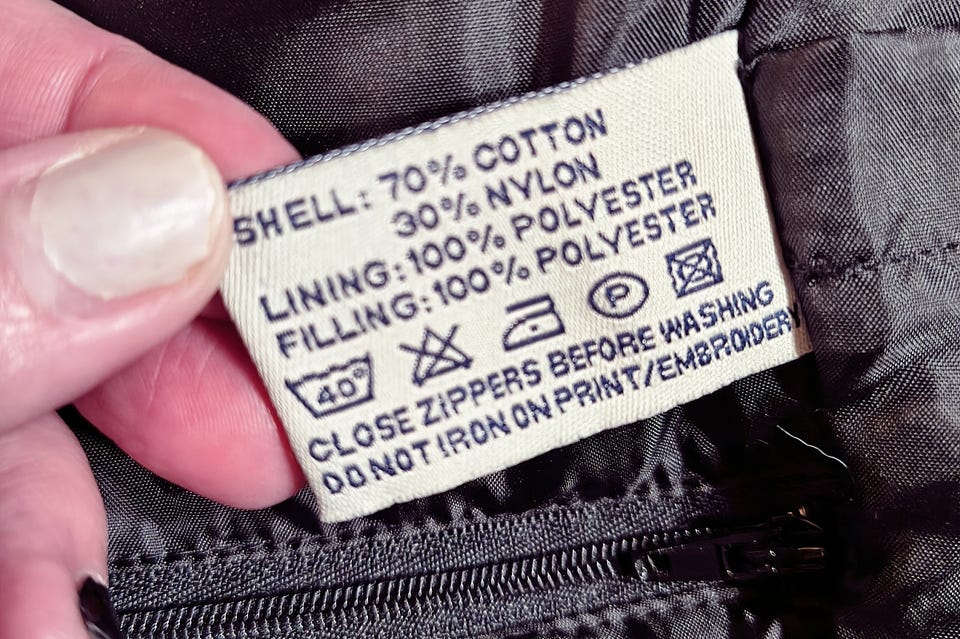 SHELL: 70% COTTON
30% NYLON
LINING: 100% POLYESTER
FILLING: 100% POLYESTER
40° P
CLOSE ZIPPERS BEFORE WASHING
DO NOT IRON ON PRINT/EMBROIDERY